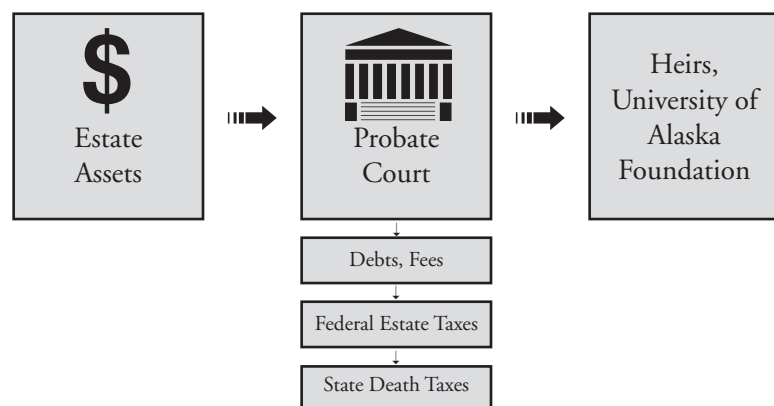 $
Estate
Assets
Probate
Court
Heirs,
University of
Alaska
Foundation
Debts, Fees
Federal Estate Taxes
State Death Taxes